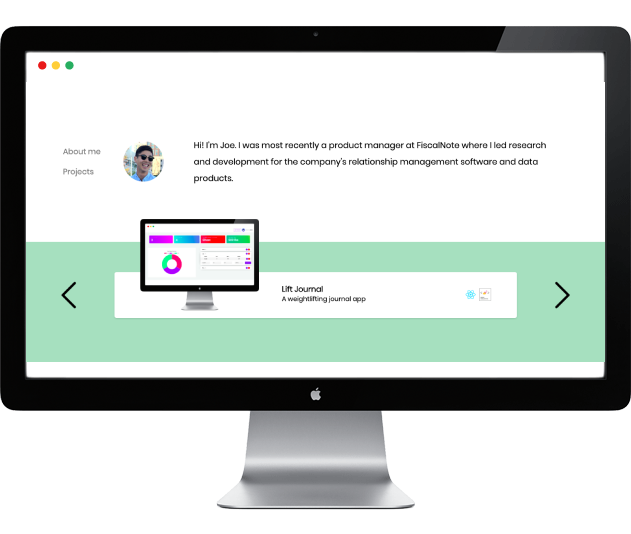 About me
Projects
Hi! I'm Joe. I was most recently a product manager at FiscalNote where I led research
and development for the company's relationship management software and data
products.
Lift Journal
A weightlifting journal app